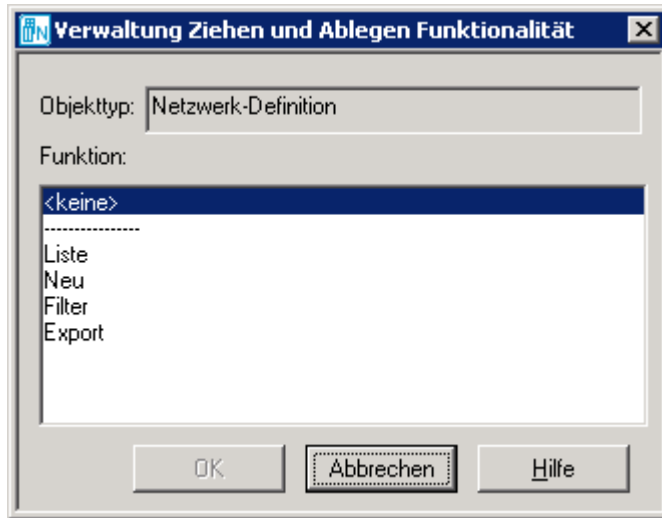 Verwaltung Ziehen und Ablegen Funktionalität
Objekttyp: Netzwerk-Definition
Funktion:
<keine>
----------------
Liste
Neu
Filter
Export
OK Abbrechen Hilfe